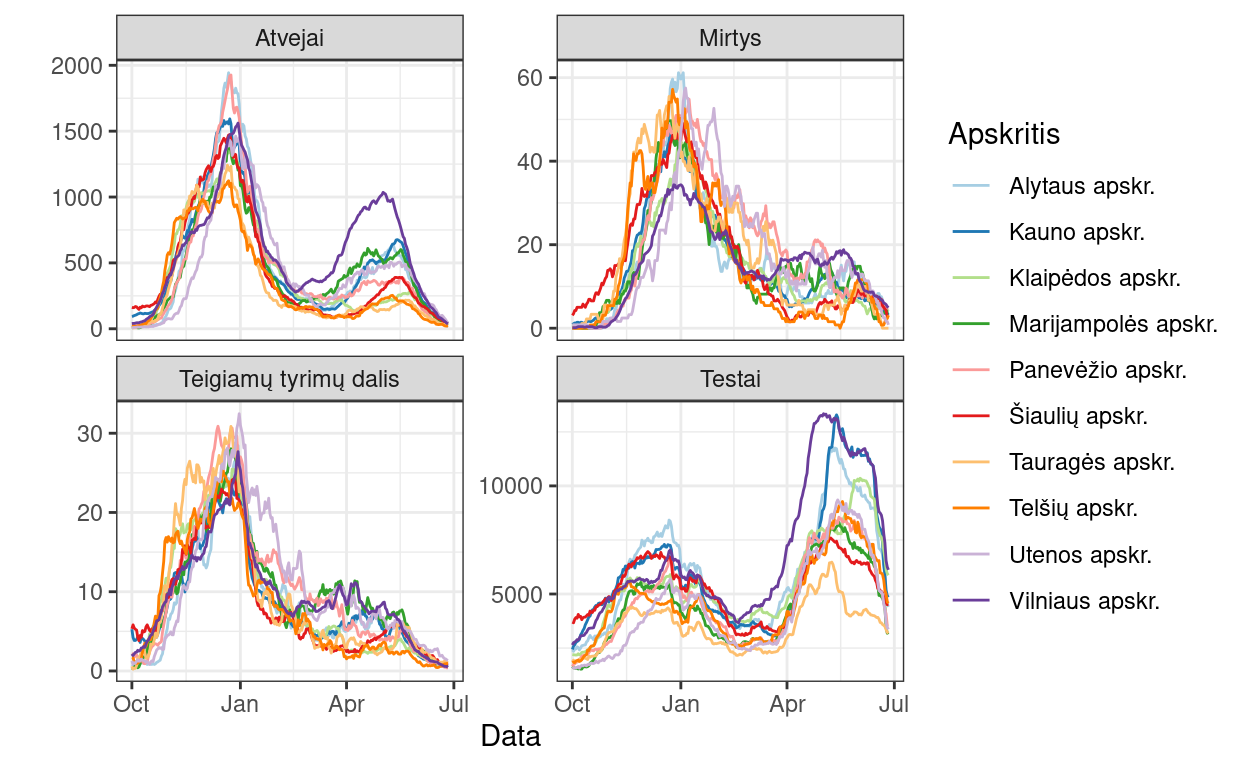 Atvejai
Mirtys
2000
1500
1000
500
0
60
40
20
0
Teigiamų tyrimų dalis
Testai
30
20
10
0
10000
5000
Oct Jan Apr Jul
Oct Jan Apr Jul
Data
Apskritis
Alytaus apskr.
Kauno apskr.
Klaipėdos apskr.
Marijampolės apskr.
Panevėžio apskr.
Šiaulių apskr.
Tauragės apskr.
Telšių apskr.
Utenos apskr.
Vilniaus apskr.